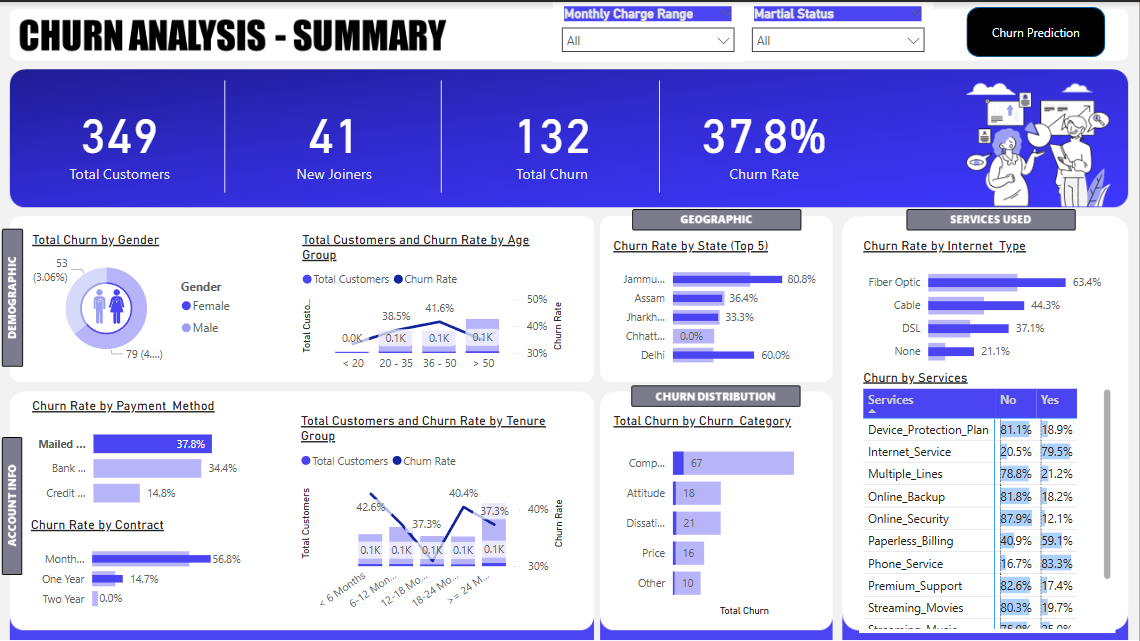 CHURN ANALYSIS - SUMMARY
Monthly Charge Range
All
Martial Status
All
Churn Prediction
349
Total Customers
41
New Joiners
132
Total Churn
37.8%
Churn Rate
DEMOGRAPHIC
Total Churn by Gender
53
(3.06%)
79 (4....)
Gender
Female
Male
Total Customers and Churn Rate by Age
Group
Total Customers
Churn Rate
Total Custo...
0.0K
38.5%
0.1K
41.6%
0.1K
0.1K
< 20
20 - 35
36 - 50
> 50
50%
40%
30%
Churn Rate
GEOGRAPHIC
Churn Rate by State (Top 5)
Jammu... 80.8%
Assam 36.4%
Jharkh... 33.3%
Chhatt... 0.0%
Delhi 60.0%
SERVICES USED
Churn Rate by Internet_Type
Fiber Optic 63.4%
Cable 44.3%
DSL 37.1%
None 21.1%
Churn by Services
Services No Yes
Device_Protection_Plan 81.1% 18.9%
Internet_Service 20.5% 79.5%
Multiple_Lines 78.8% 21.2%
Online_Backup 81.8% 18.2%
Online_Security 87.9% 12.1%
Paperless_Billing 40.9% 59.1%
Phone_Service 16.7% 83.3%
Premium_Support 82.6% 17.4%
Streaming_Movies 80.3% 19.7%
Streaming_Music 75.0% 25.0%
ACCOUNT INFO
Churn Rate by Payment_Method
Mailed ... 37.8%
Bank ... 34.4%
Credit ... 14.8%
Churn Rate by Contract
Month... 56.8%
One Year 14.7%
Two Year 0.0%
Total Customers and Churn Rate by Tenure
Group
Total Customers
Churn Rate
Total Customers
42.6%
37.3%
40.4%
37.3%
0.1K
0.1K
0.1K
0.1K
0.1K
< 6 Months
6-12 Mon...
12-18 Mo...
18-24 Mo...
>= 24 M...
40%
30%
Churn Rate
CHURN DISTRIBUTION
Total Churn by Churn_Category
Comp... 67
Attitude 18
Dissati... 21
Price 16
Other 10
Total Churn